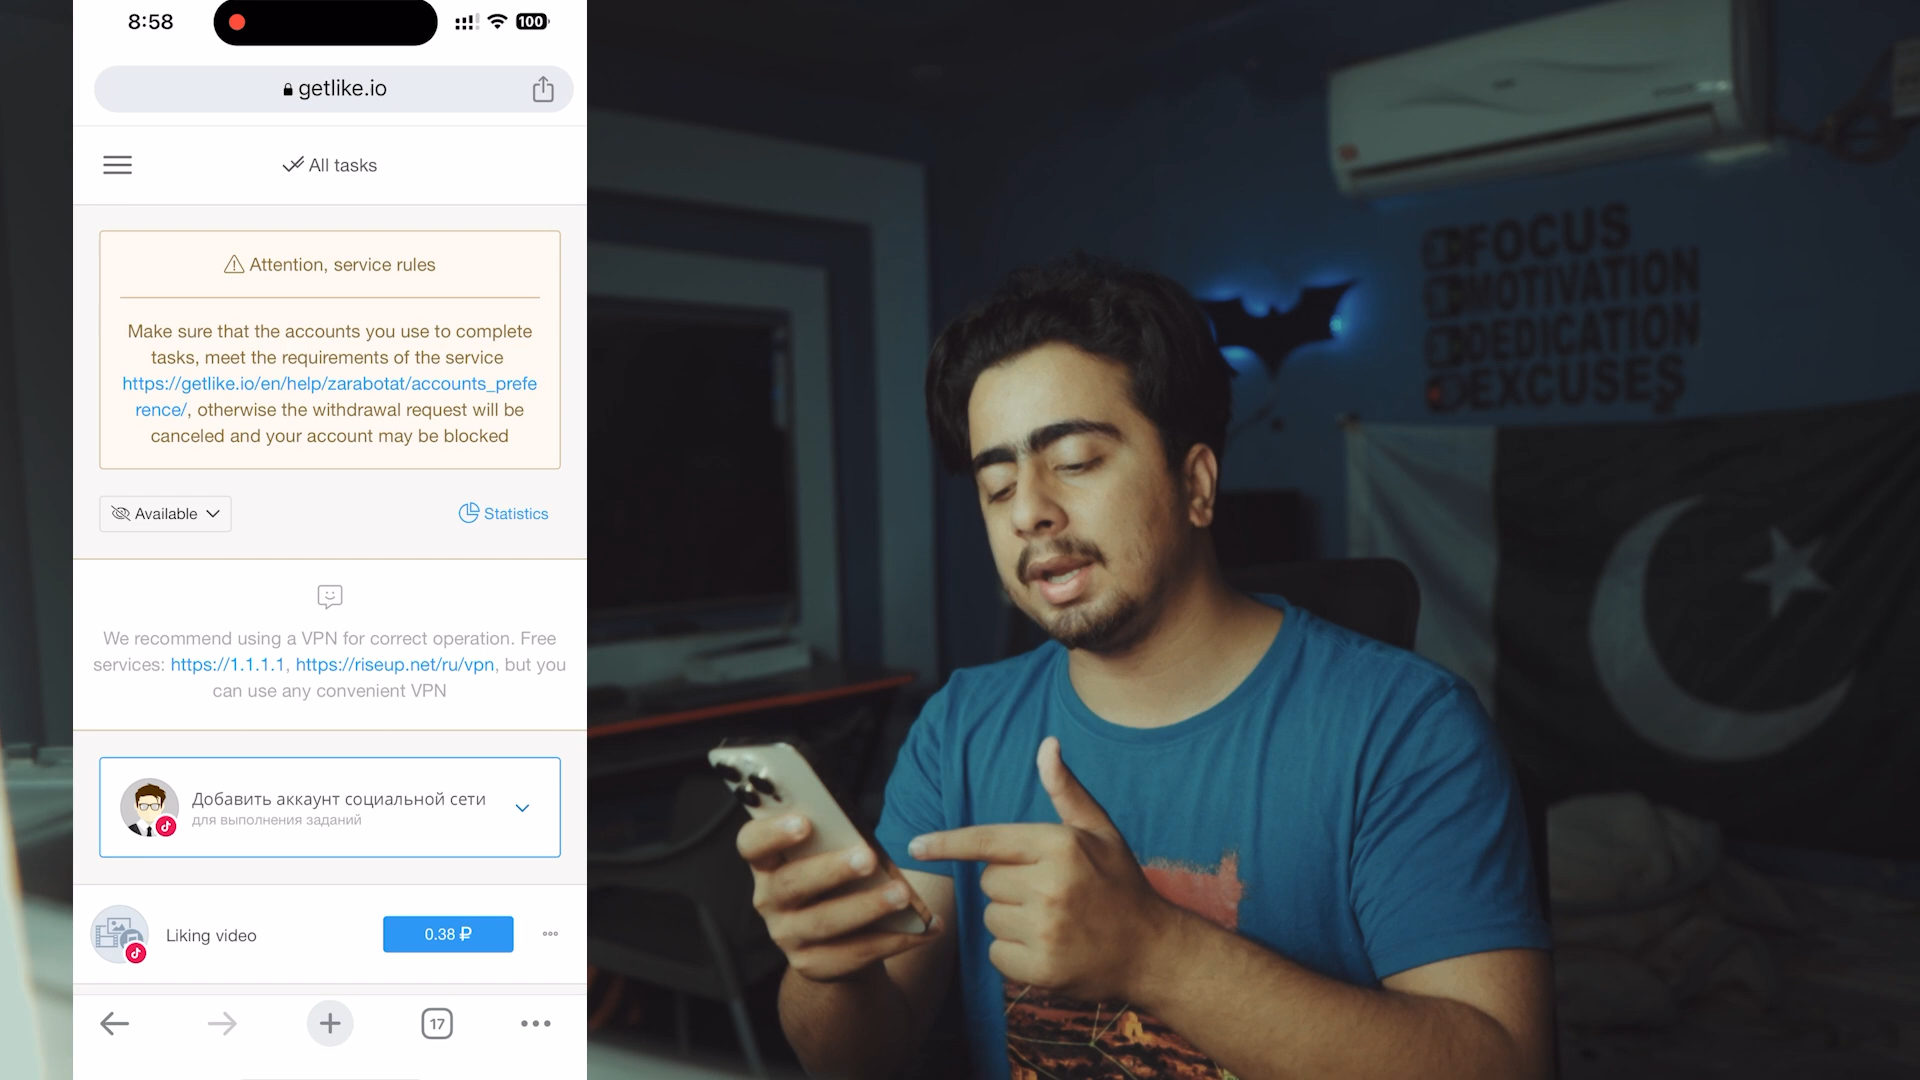 8:58
100
getlike.io
All tasks
Attention, service rules
Make sure that the accounts you use to complete
tasks, meet the requirements of the service
https://getlike.io/en/help/zarabotat/accounts_prefe
rence/, otherwise the withdrawal request will be
canceled and your account may be blocked
Available
Statistics
We recommend using a VPN for correct operation. Free
services: https://1.1.1.1, https://riseup.net/ru/vpn, but you
can use any convenient VPN
Добавить аккаунт социальной сети
для выполнения заданий
Liking video
0.38 ₽
17
FOCUS
MOTIVATION
DEDICATION
EXCUSES